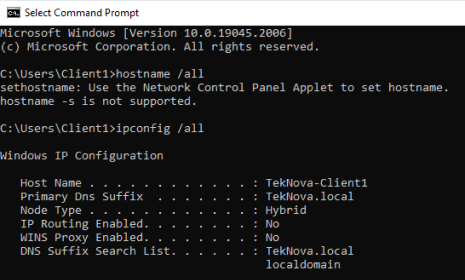 Select Command Prompt
Microsoft Windows [Version 10.0.19045.2006]
(c) Microsoft Corporation. All rights reserved.
C:\Users\Client1>hostname /all
sethostname: Use the Network Control Panel Applet to set hostname.
hostname -s is not supported.
C:\Users\Client1>ipconfig /all
Windows IP Configuration
Host Name . . . . . . . . . . . . : TekNova-Client1
Primary Dns Suffix  . . . . . . . : TekNova.local
Node Type . . . . . . . . . . . . : Hybrid
IP Routing Enabled. . . . . . . . : No
WINS Proxy Enabled. . . . . . . . : No
DNS Suffix Search List. . . . . . : TekNova.local
localdomain